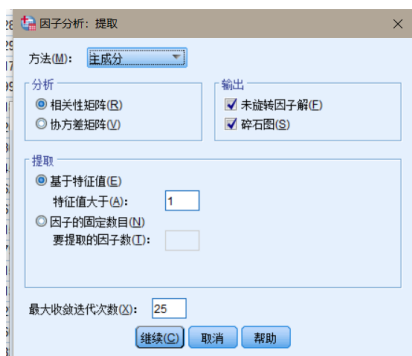 因子分析：提取
方法(M): 主成分
分析
相关性矩阵(R)
协方差矩阵(V)
输出
未旋转因子解(F)
碎石图(S)
提取
基于特征值(E)
特征值大于(A): 1
因子的固定数目(N)
要提取的因子数(T):
最大收敛迭代次数(X): 25
继续(C) 取消 帮助